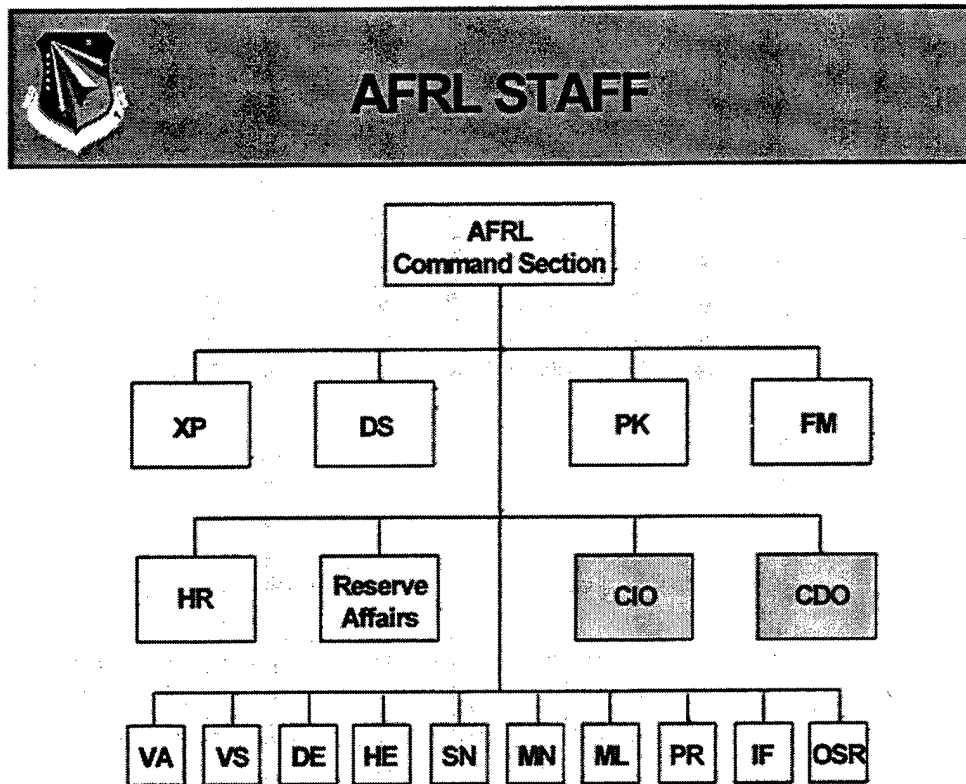 AFRL STAFF
AFRL
Command Section
XP DS PK FM
HR Reserve Affairs CIO CDO
VA VS DE HE SN MN ML PR IF OSR